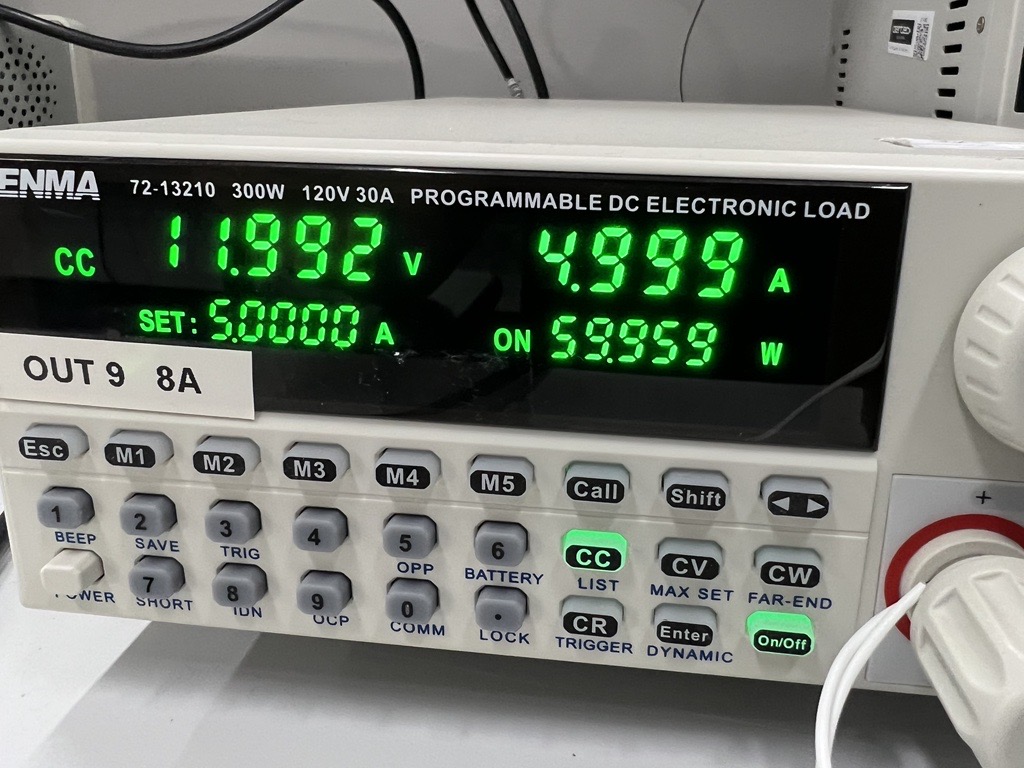 ENMA 72-13210 300W 120V 30A PROGRAMMABLE DC ELECTRONIC LOAD
CC 11.992 V 4.999 A
SET: 5.0000 A ON 59.959 W
OUT 9 8A
Esc M1 M2 M3 M4 M5 Call Shift
1 2 3 4 5 6 CC CV CW
BEEP SAVE TRIG OPP BATTERY LIST MAX SET FAR-END
7 8 9 0 . CR Enter On/Off
POWER SHORT IDN OCP COMM LOCK TRIGGER DYNAMIC
+